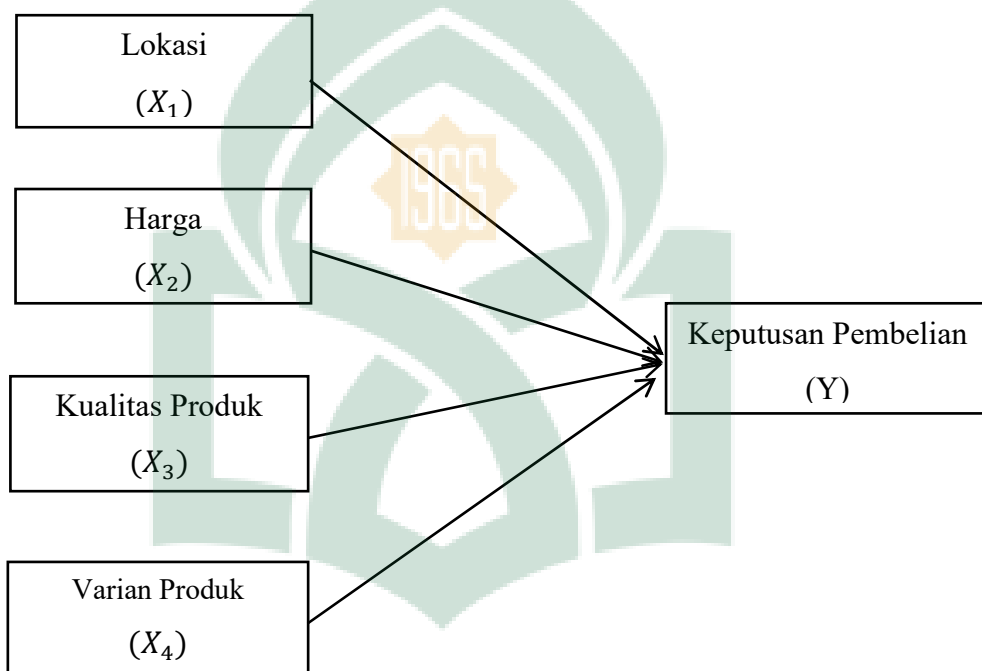 Lokasi
(𝑋₁)
1965
Harga
(𝑋₂)
Keputusan Pembelian
(Y)
Kualitas Produk
(𝑋₃)
Varian Produk
(𝑋₄)